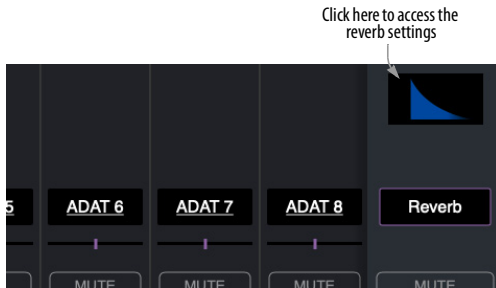 Click here to access the
reverb settings
5 ADAT 6 ADAT 7 ADAT 8 Reverb
MUTE MUTE MUTE MUTE